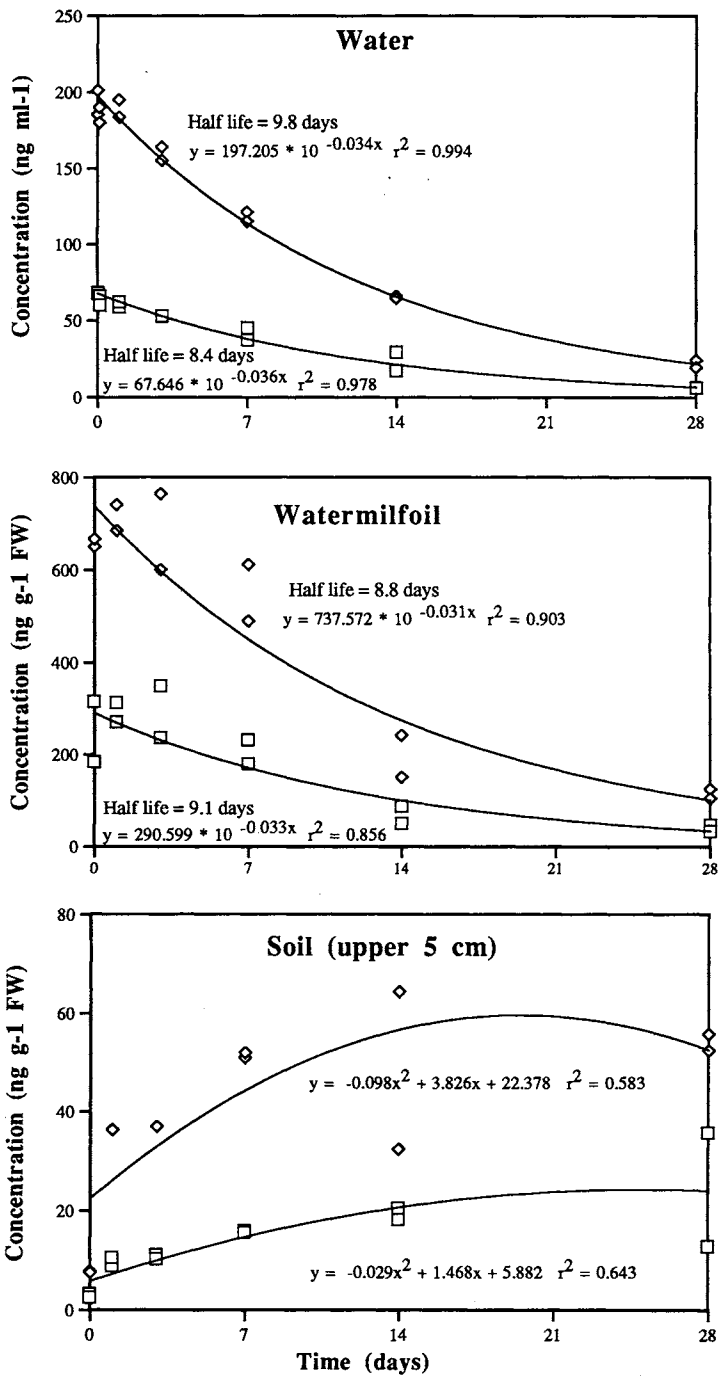 Water
Concentration (ng ml-1)
250
200
150
100
50
0
Half life = 9.8 days
y = 197.205 * 10 -0.034x r2 = 0.994
Half life = 8.4 days
y = 67.646 * 10 -0.036x r2 = 0.978
0 7 14 21 28
Watermilfoil
Concentration (ng g-1 FW)
800
600
400
200
0
Half life = 8.8 days
y = 737.572 * 10 -0.031x r2 = 0.903
Half life = 9.1 days
y = 290.599 * 10 -0.033x r2 = 0.856
0 7 14 21 28
Soil (upper 5 cm)
Concentration (ng g-1 FW)
80
60
40
20
0
y = -0.098x2 + 3.826x + 22.378 r2 = 0.583
y = -0.029x2 + 1.468x + 5.882 r2 = 0.643
0 7 14 21 28
Time (days)